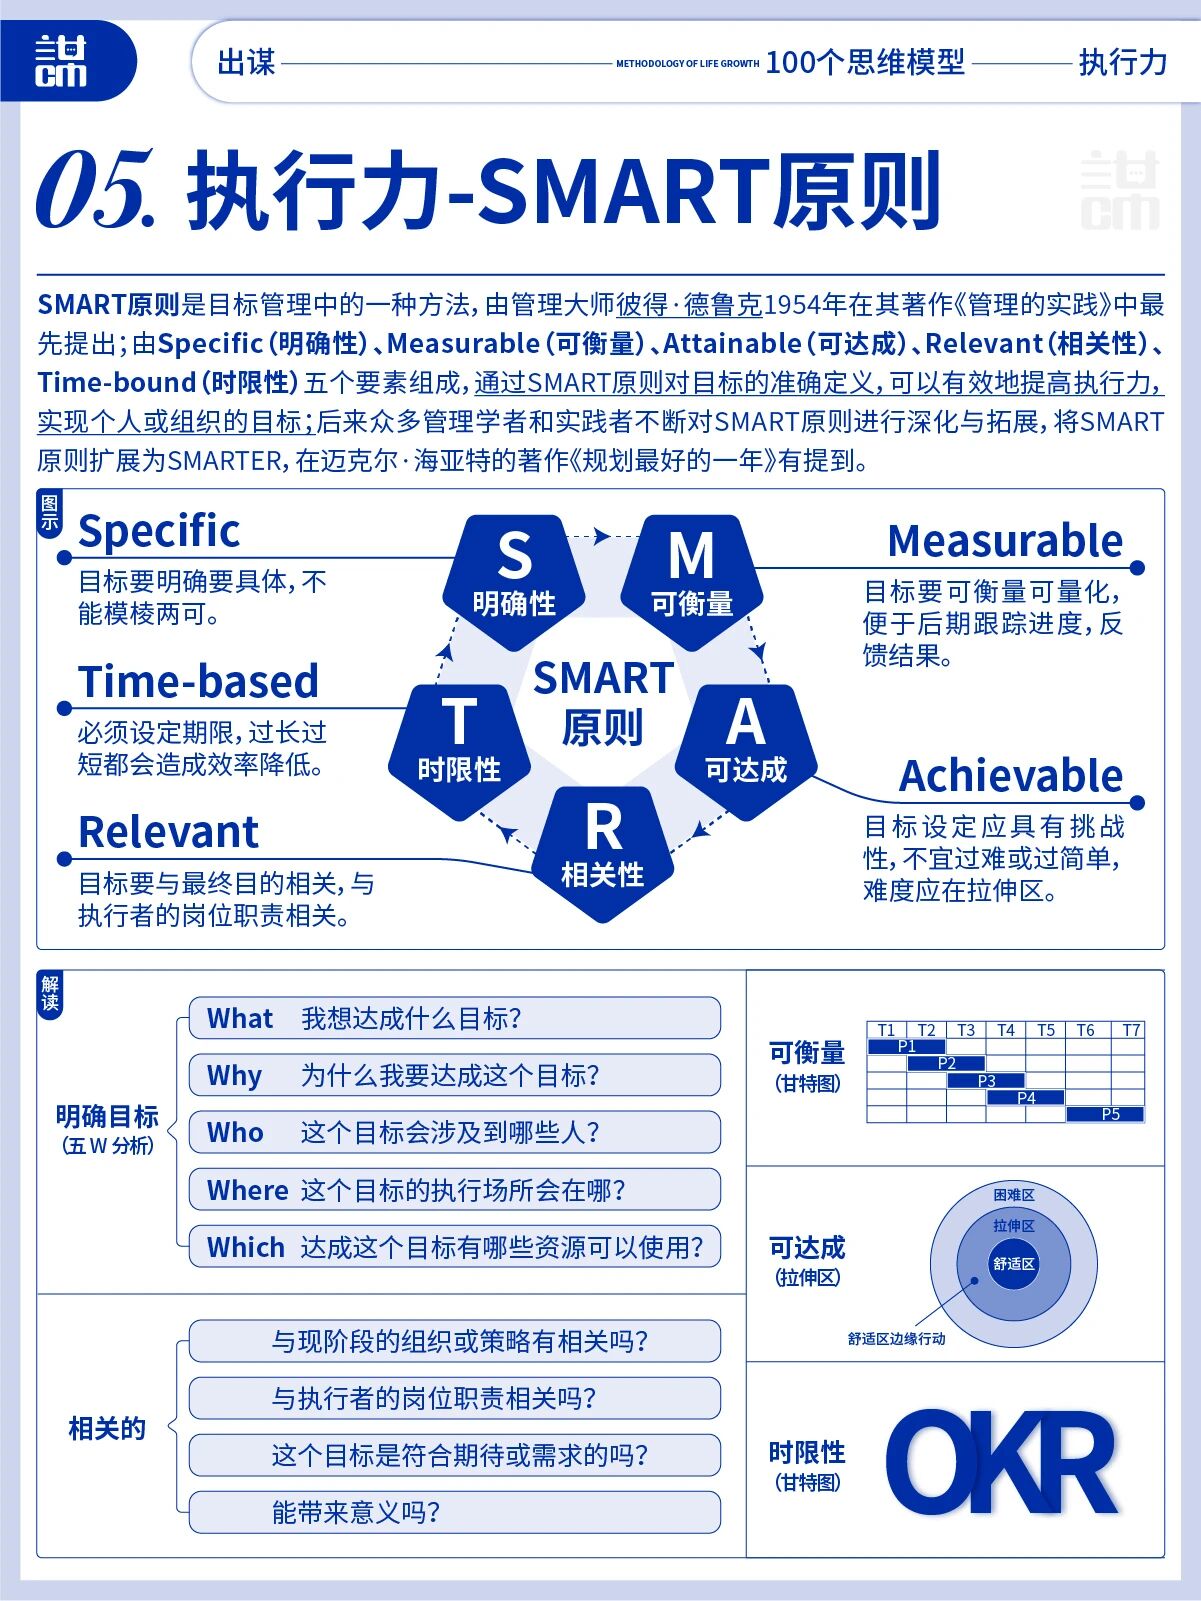 谋
cm
出谋
METHODOLOGY OF LIFE GROWTH
100个思维模型
执行力
05. 执行力-SMART原则
谋
cm
SMART原则是目标管理中的一种方法，由管理大师彼得·德鲁克1954年在其著作《管理的实践》中最
先提出；由Specific（明确性）、Measurable（可衡量）、Attainable（可达成）、Relevant（相关性）、
Time-bound（时限性）五个要素组成，通过SMART原则对目标的准确定义，可以有效地提高执行力，
实现个人或组织的目标；后来众多管理学者和实践者不断对SMART原则进行深化与拓展，将SMART
原则扩展为SMARTER，在迈克尔·海亚特的著作《规划最好的一年》有提到。
图示
Specific
目标要明确要具体，不
能模棱两可。
Time-based
必须设定期限，过长过
短都会造成效率降低。
Relevant
目标要与最终目的相关，与
执行者的岗位职责相关。
S
明确性
M
可衡量
SMART
原则
T
时限性
A
可达成
R
相关性
Measurable
目标要可衡量可量化，
便于后期跟踪进度，反
馈结果。
Achievable
目标设定应具有挑战
性，不宜过难或过简单，
难度应在拉伸区。
解读
明确目标
（五 W 分析）
What 我想达成什么目标？
Why 为什么我要达成这个目标？
Who 这个目标会涉及到哪些人？
Where 这个目标的执行场所会在哪？
Which 达成这个目标有哪些资源可以使用？
相关的
与现阶段的组织或策略有相关吗？
与执行者的岗位职责相关吗？
这个目标是符合期待或需求的吗？
能带来意义吗？
可衡量
（甘特图）
T1 T2 T3 T4 T5 T6 T7
P1
P2
P3
P4
P5
可达成
（拉伸区）
困难区
拉伸区
舒适区
舒适区边缘行动
时限性
（甘特图）
OKR